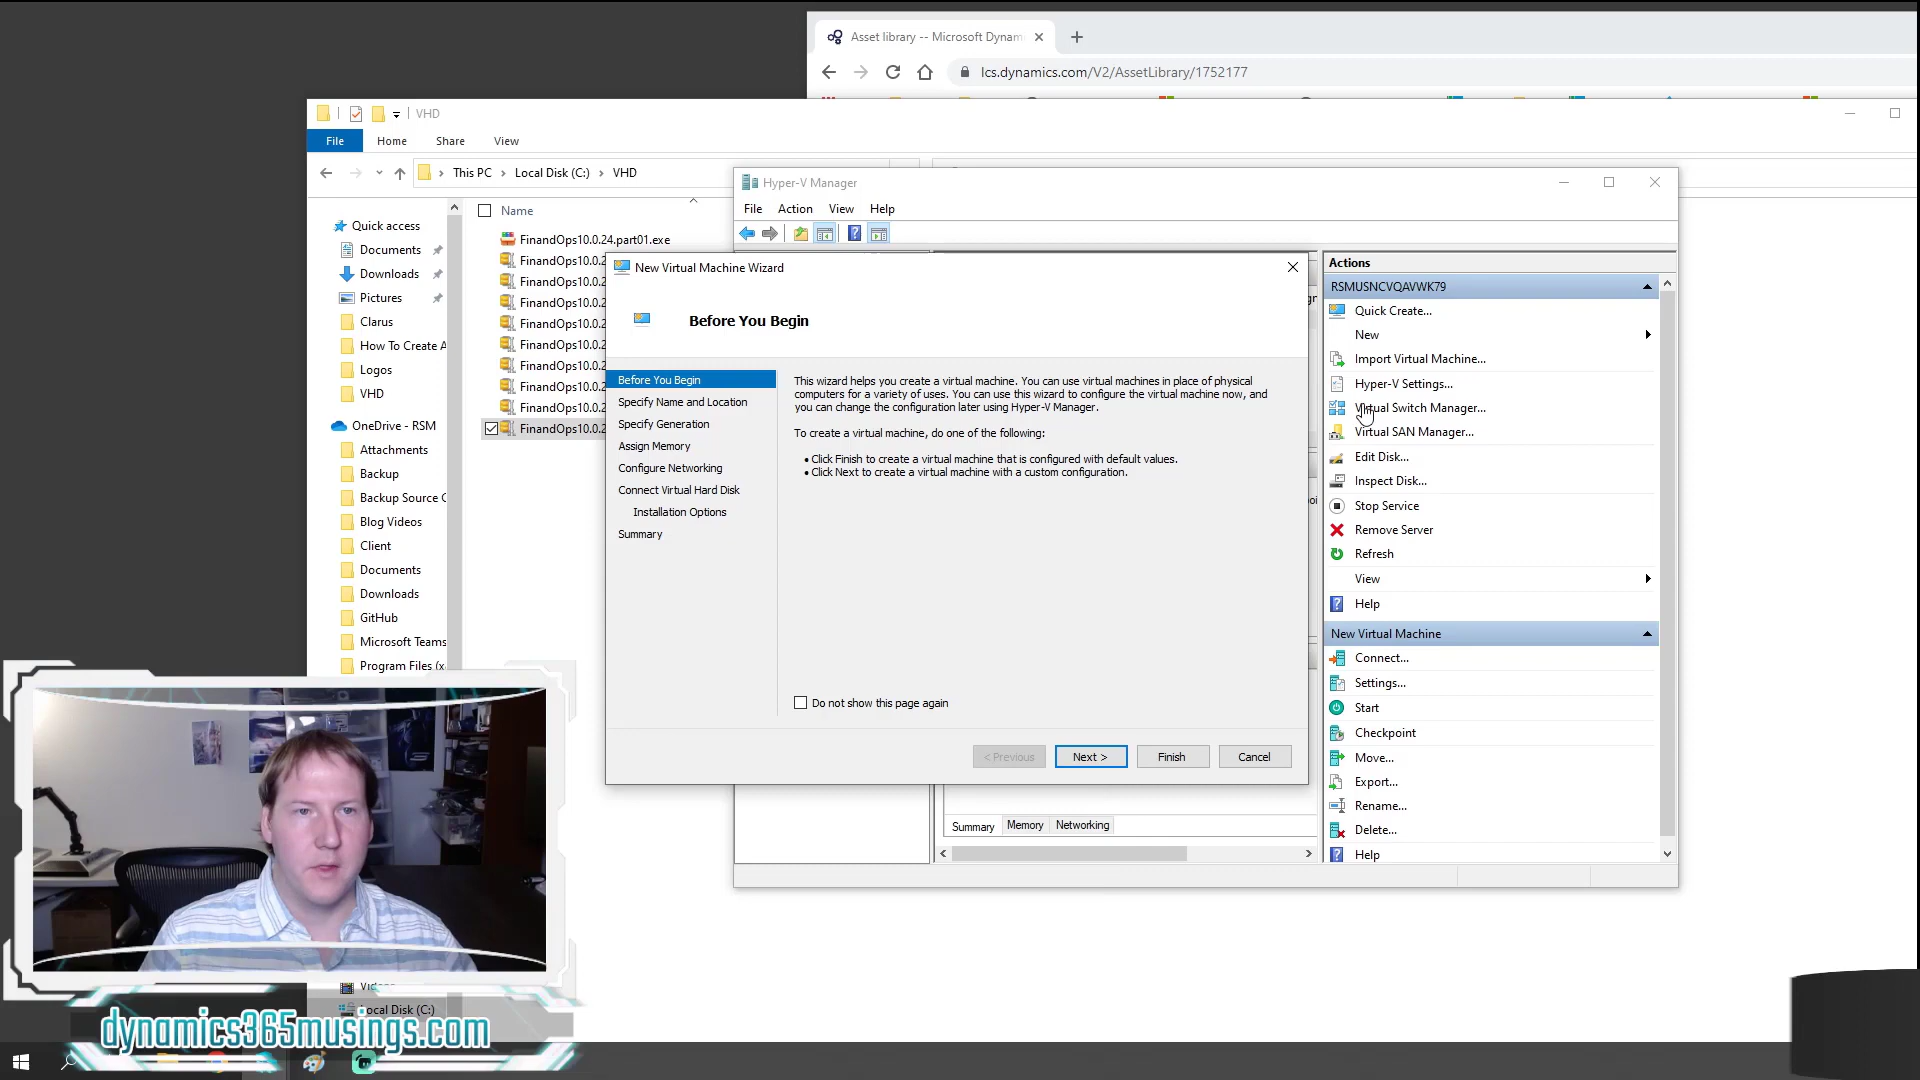 Asset library -- Microsoft Dynam
lcs.dynamics.com/V2/AssetLibrary/1752177
VHD
File
Home
Share
View
This PC
Local Disk (C:)
VHD
Quick access
Documents
Downloads
Pictures
Clarus
How To Create A
Logos
VHD
OneDrive - RSM
Attachments
Backup
Backup Source C
Blog Videos
Client
Documents
Downloads
GitHub
Microsoft Teams
Program Files (x
Local Disk (C:)
Name
FinandOps10.0.24.part01.exe
FinandOps10.0.2
FinandOps10.0.2
FinandOps10.0.2
FinandOps10.0.2
FinandOps10.0.2
FinandOps10.0.2
FinandOps10.0.2
FinandOps10.0.2
FinandOps10.0.2
Hyper-V Manager
File
Action
View
Help
New Virtual Machine Wizard
Before You Begin
Before You Begin
Specify Name and Location
Specify Generation
Assign Memory
Configure Networking
Connect Virtual Hard Disk
Installation Options
Summary
This wizard helps you create a virtual machine. You can use virtual machines in place of physical
computers for a variety of uses. You can use this wizard to configure the virtual machine now, and
you can change the configuration later using Hyper-V Manager.
To create a virtual machine, do one of the following:
• Click Finish to create a virtual machine that is configured with default values.
• Click Next to create a virtual machine with a custom configuration.
Do not show this page again
< Previous
Next >
Finish
Cancel
Summary
Memory
Networking
Actions
RSMUSNCVQAVWK79
Quick Create...
New
Import Virtual Machine...
Hyper-V Settings...
Virtual Switch Manager...
Virtual SAN Manager...
Edit Disk...
Inspect Disk...
Stop Service
Remove Server
Refresh
View
Help
New Virtual Machine
Connect...
Settings...
Start
Checkpoint
Move...
Export...
Rename...
Delete...
Help
dynamics365musings.com